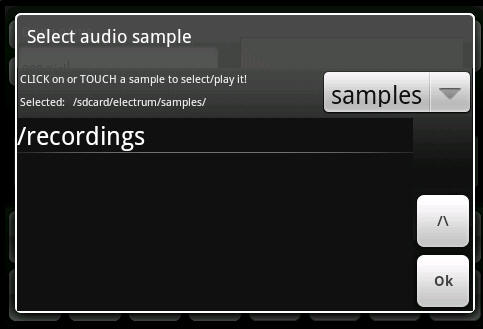 Select audio sample
CLICK on or TOUCH a sample to select/play it!
Selected: /sdcard/electrum/samples/
samples
/recordings
/\
Ok